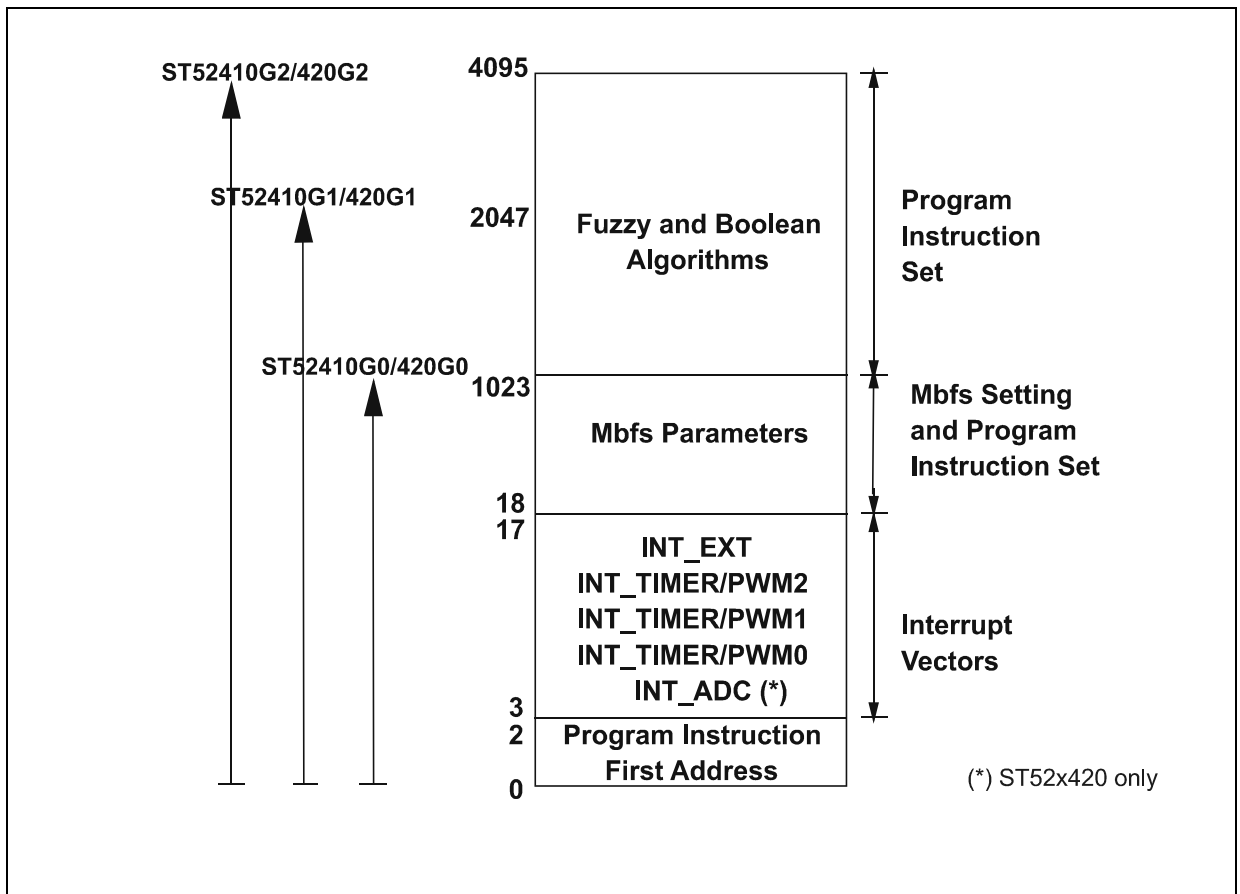 ST52410G2/420G2
4095
ST52410G1/420G1
2047
Fuzzy and Boolean
Algorithms
Program
Instruction
Set
ST52410G0/420G0
1023
Mbfs Parameters
Mbfs Setting
and Program
Instruction Set
18
17
INT_EXT
INT_TIMER/PWM2
INT_TIMER/PWM1
INT_TIMER/PWM0
INT_ADC (*)
Interrupt
Vectors
3
2
Program Instruction
First Address
0
(*) ST52x420 only